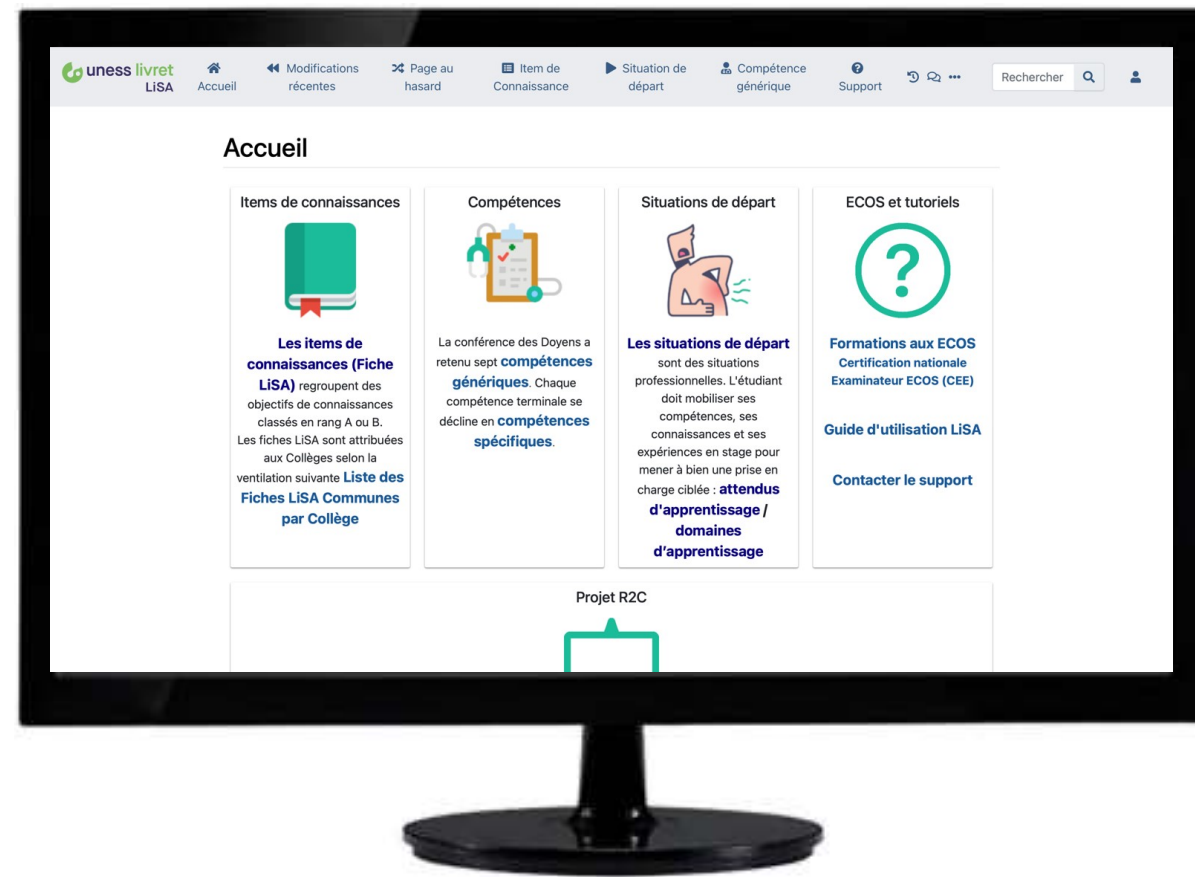 uness livret
LiSA
Accueil
Modifications
récentes
Page au
hasard
Item de
Connaissance
Situation de
départ
Compétence
générique
Support
Rechercher
Accueil
Items de connaissances
Les items de
connaissances (Fiche
LiSA) regroupent des
objectifs de connaissances
classés en rang A ou B.
Les fiches LiSA sont attribuées
aux Collèges selon la
ventilation suivante Liste des
Fiches LiSA Communes
par Collège
Compétences
La conférence des Doyens a
retenu sept compétences
génériques. Chaque
compétence terminale se
décline en compétences
spécifiques.
Situations de départ
Les situations de départ
sont des situations
professionnelles. L'étudiant
doit mobiliser ses
compétences, ses
connaissances et ses
expériences en stage pour
mener à bien une prise en
charge ciblée : attendus
d'apprentissage /
domaines
d'apprentissage
ECOS et tutoriels
?
Formations aux ECOS
Certification nationale
Examinateur ECOS (CEE)
Guide d'utilisation LiSA
Contacter le support
Projet R2C